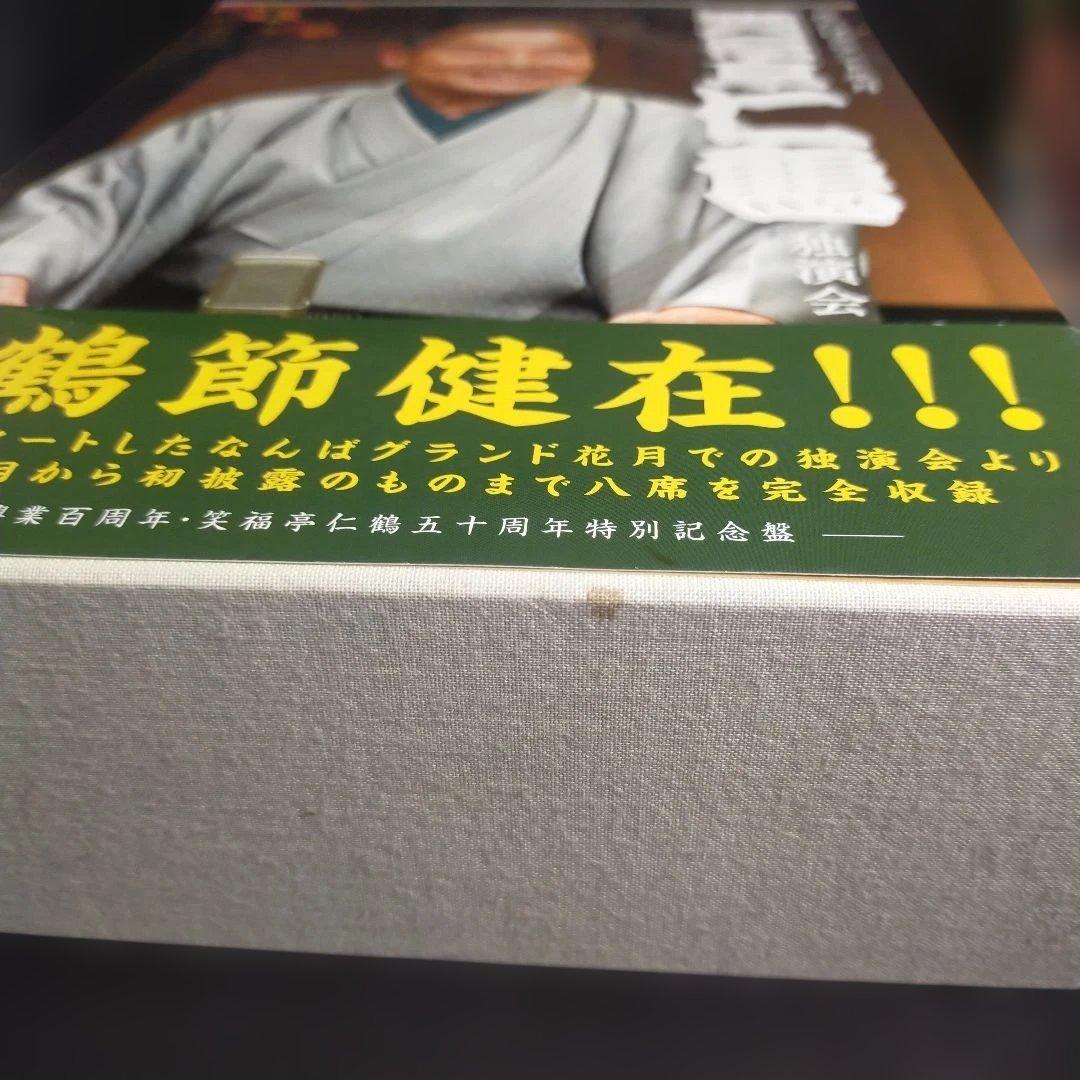 独演会
鶴節健在!!!
ートしたなんばグランド花月での独演会より
目から初披露のものまで八席を完全収録
業百周年・笑福亭仁鶴五十周年特別記念盤